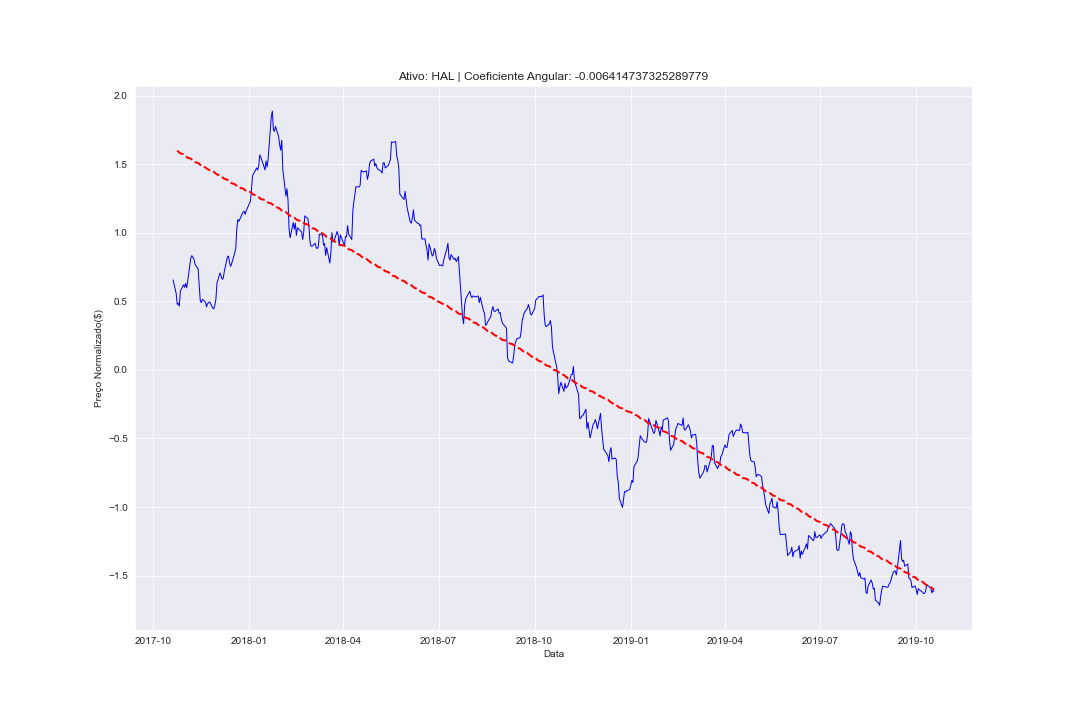 Ativo: HAL | Coeficiente Angular: -0.006414737325289779
2.0
1.5
1.0
0.5
0.0
−0.5
−1.0
−1.5
Preço Normalizado($)
2017-10 2018-01 2018-04 2018-07 2018-10 2019-01 2019-04 2019-07 2019-10
Data